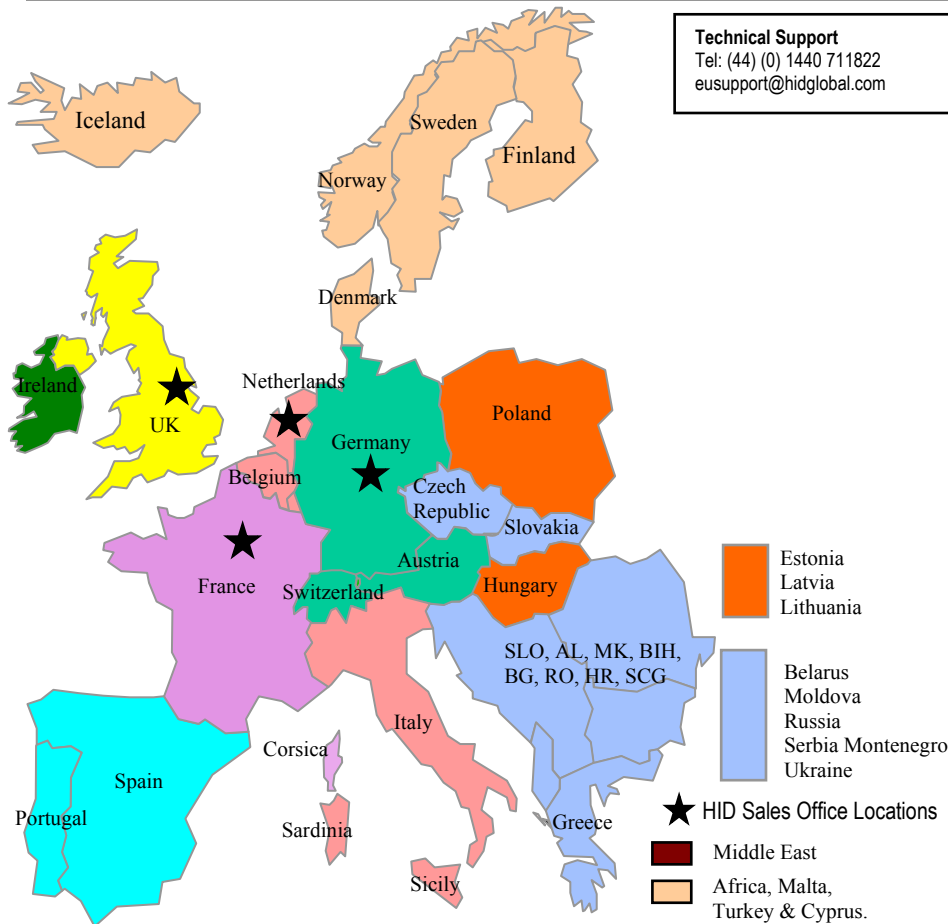 Technical Support
Tel: (44) (0) 1440 711822
eusupport@hidglobal.com
Iceland
Sweden
Finland
Norway
Denmark
Ireland
UK
Netherlands
Poland
Germany
Belgium
Czech
Republic
Slovakia
Austria
France
Switzerland
Hungary
Estonia
Latvia
Lithuania
SLO, AL, MK, BIH,
BG, RO, HR, SCG
Belarus
Moldova
Russia
Serbia Montenegro
Ukraine
Italy
Corsica
Spain
Portugal
Sardinia
Greece
Sicily
HID Sales Office Locations
Middle East
Africa, Malta,
Turkey & Cyprus.